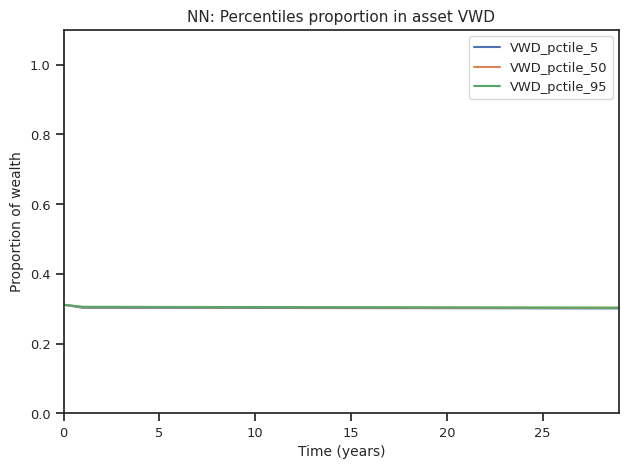 NN: Percentiles proportion in asset VWD
VWD_pctile_5
VWD_pctile_50
VWD_pctile_95
Proportion of wealth
1.0
0.8
0.6
0.4
0.2
0.0
0 5 10 15 20 25
Time (years)